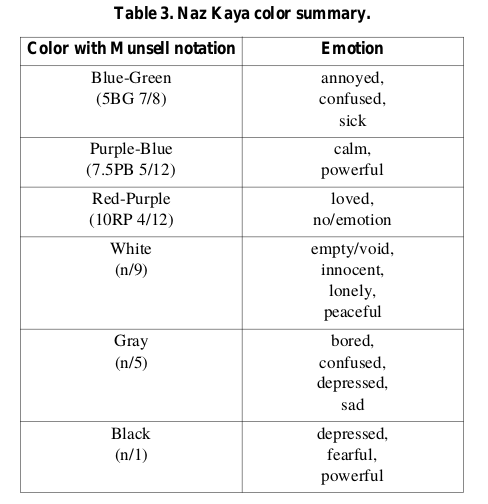 Table 3. Naz Kaya color summary.
Color with Munsell notation Emotion
Blue-Green annoyed,
(5BG 7/8) confused,
sick
Purple-Blue calm,
(7.5PB 5/12) powerful
Red-Purple loved,
(10RP 4/12) no/emotion
White empty/void,
(n/9) innocent,
lonely,
peaceful
Gray bored,
(n/5) confused,
depressed,
sad
Black depressed,
(n/1) fearful,
powerful